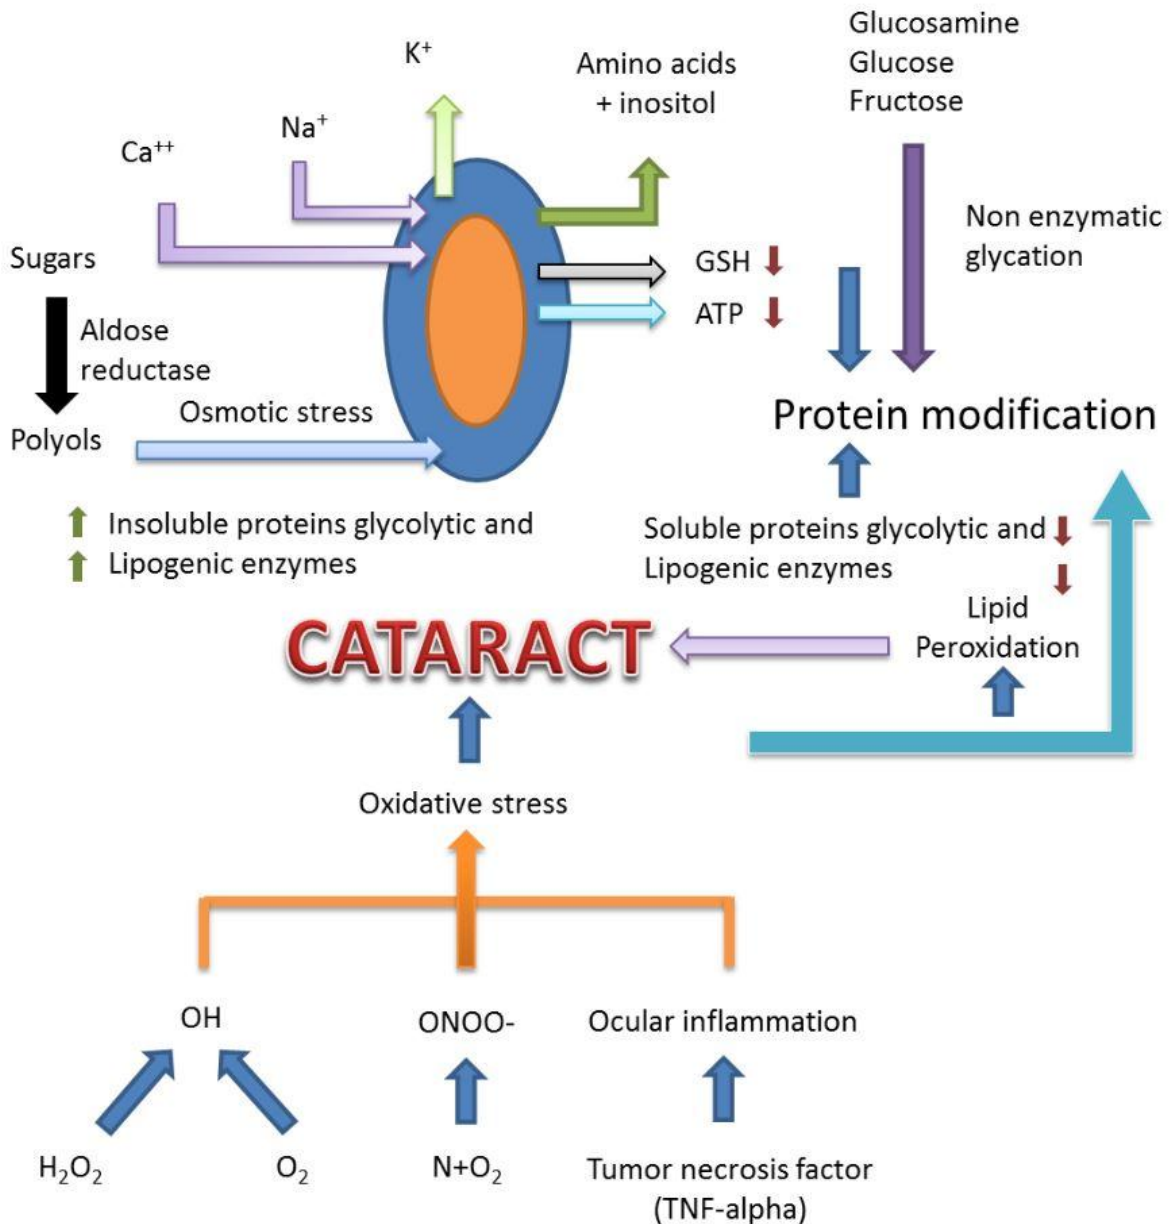 Glucosamine
Glucose
Fructose
K⁺
Amino acids
+ inositol
Na⁺
Ca⁺⁺
Non enzymatic
glycation
Sugars
GSH
ATP
Aldose
reductase
Osmotic stress
Polyols
Protein modification
Insoluble proteins glycolytic and
Lipogenic enzymes
Soluble proteins glycolytic and
Lipogenic enzymes
Lipid
Peroxidation
CATARACT
Oxidative stress
OH
ONOO-
Ocular inflammation
H₂O₂
O₂
N+O₂
Tumor necrosis factor
(TNF-alpha)